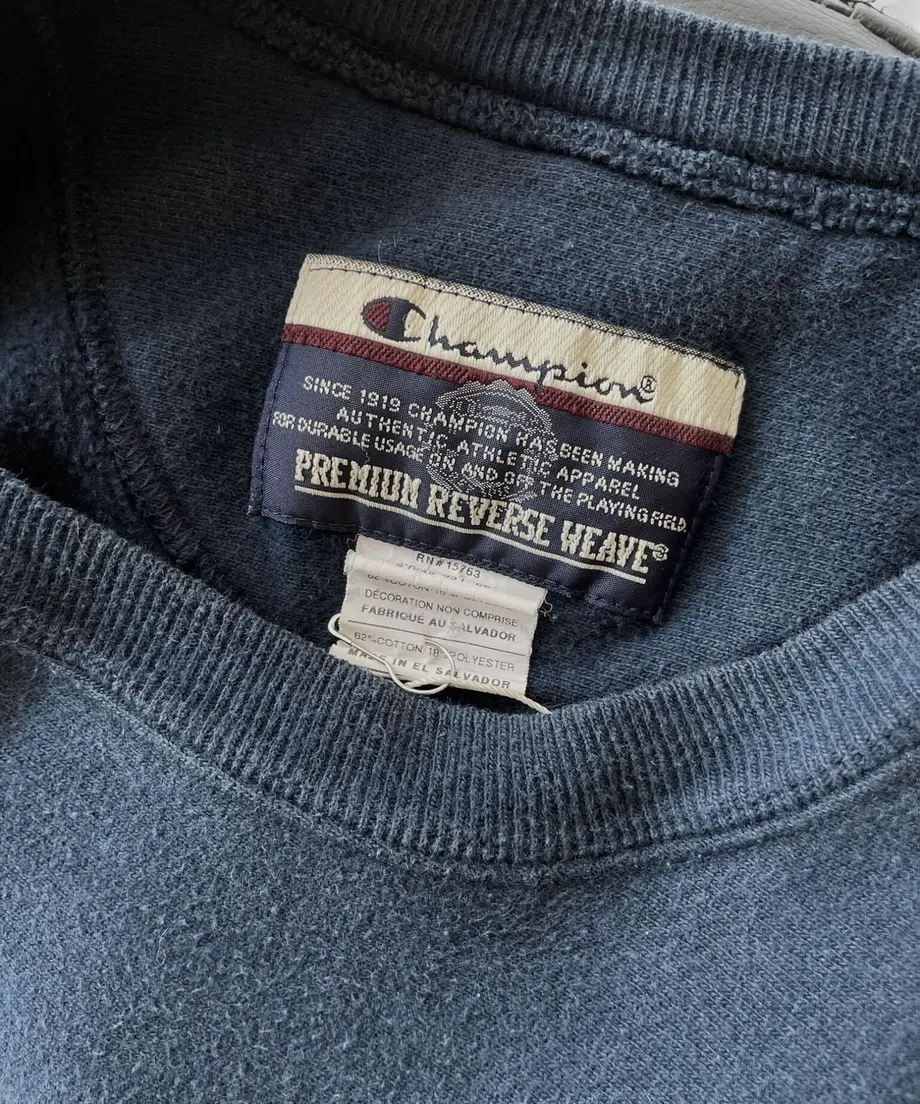 Champion®
SINCE 1919 CHAMPION HAS BEEN MAKING
AUTHENTIC ATHLETIC APPAREL
FOR DURABLE USAGE ON AND OFF THE PLAYING FIELD
PREMIUM REVERSE WEAVE®
RN#15763
DÉCORATION NON COMPRISE
FABRIQUÉ AU SALVADOR
82%COTTON/18%POLYESTER
MADE IN EL SALVADOR